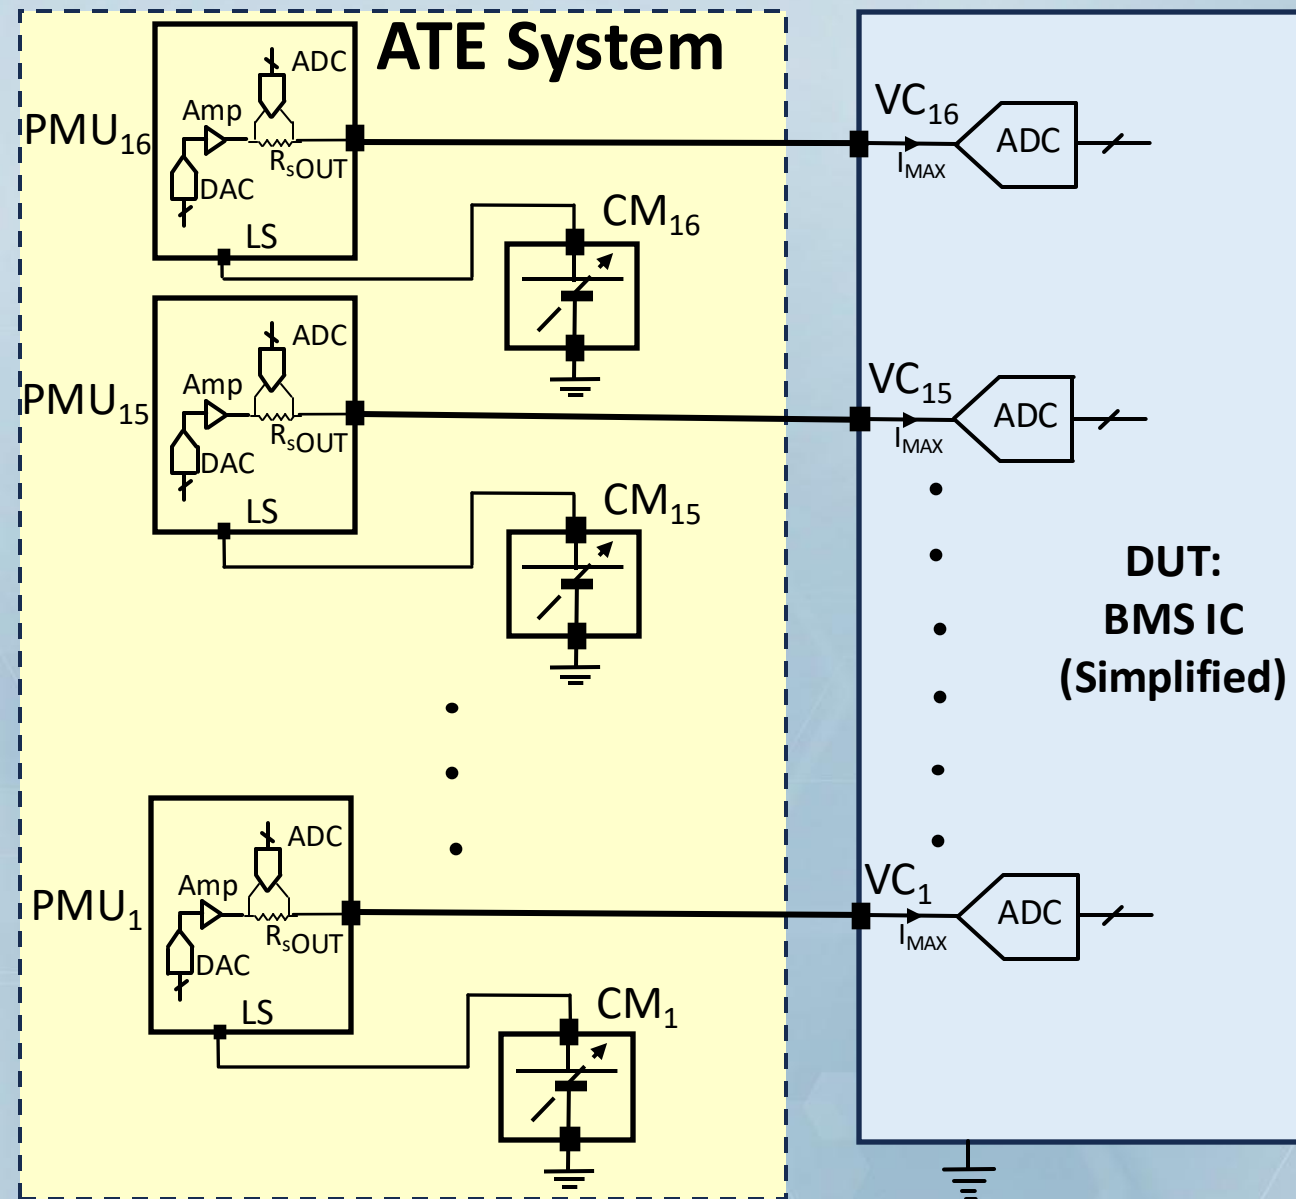 ATE System
ADC
Amp
PMU16
RsOUT
DAC
LS
CM16
VC16
IMAX
ADC
ADC
Amp
PMU15
RsOUT
DAC
LS
CM15
VC15
IMAX
ADC
DUT:
BMS IC
(Simplified)
ADC
Amp
PMU1
RsOUT
DAC
LS
CM1
VC1
IMAX
ADC